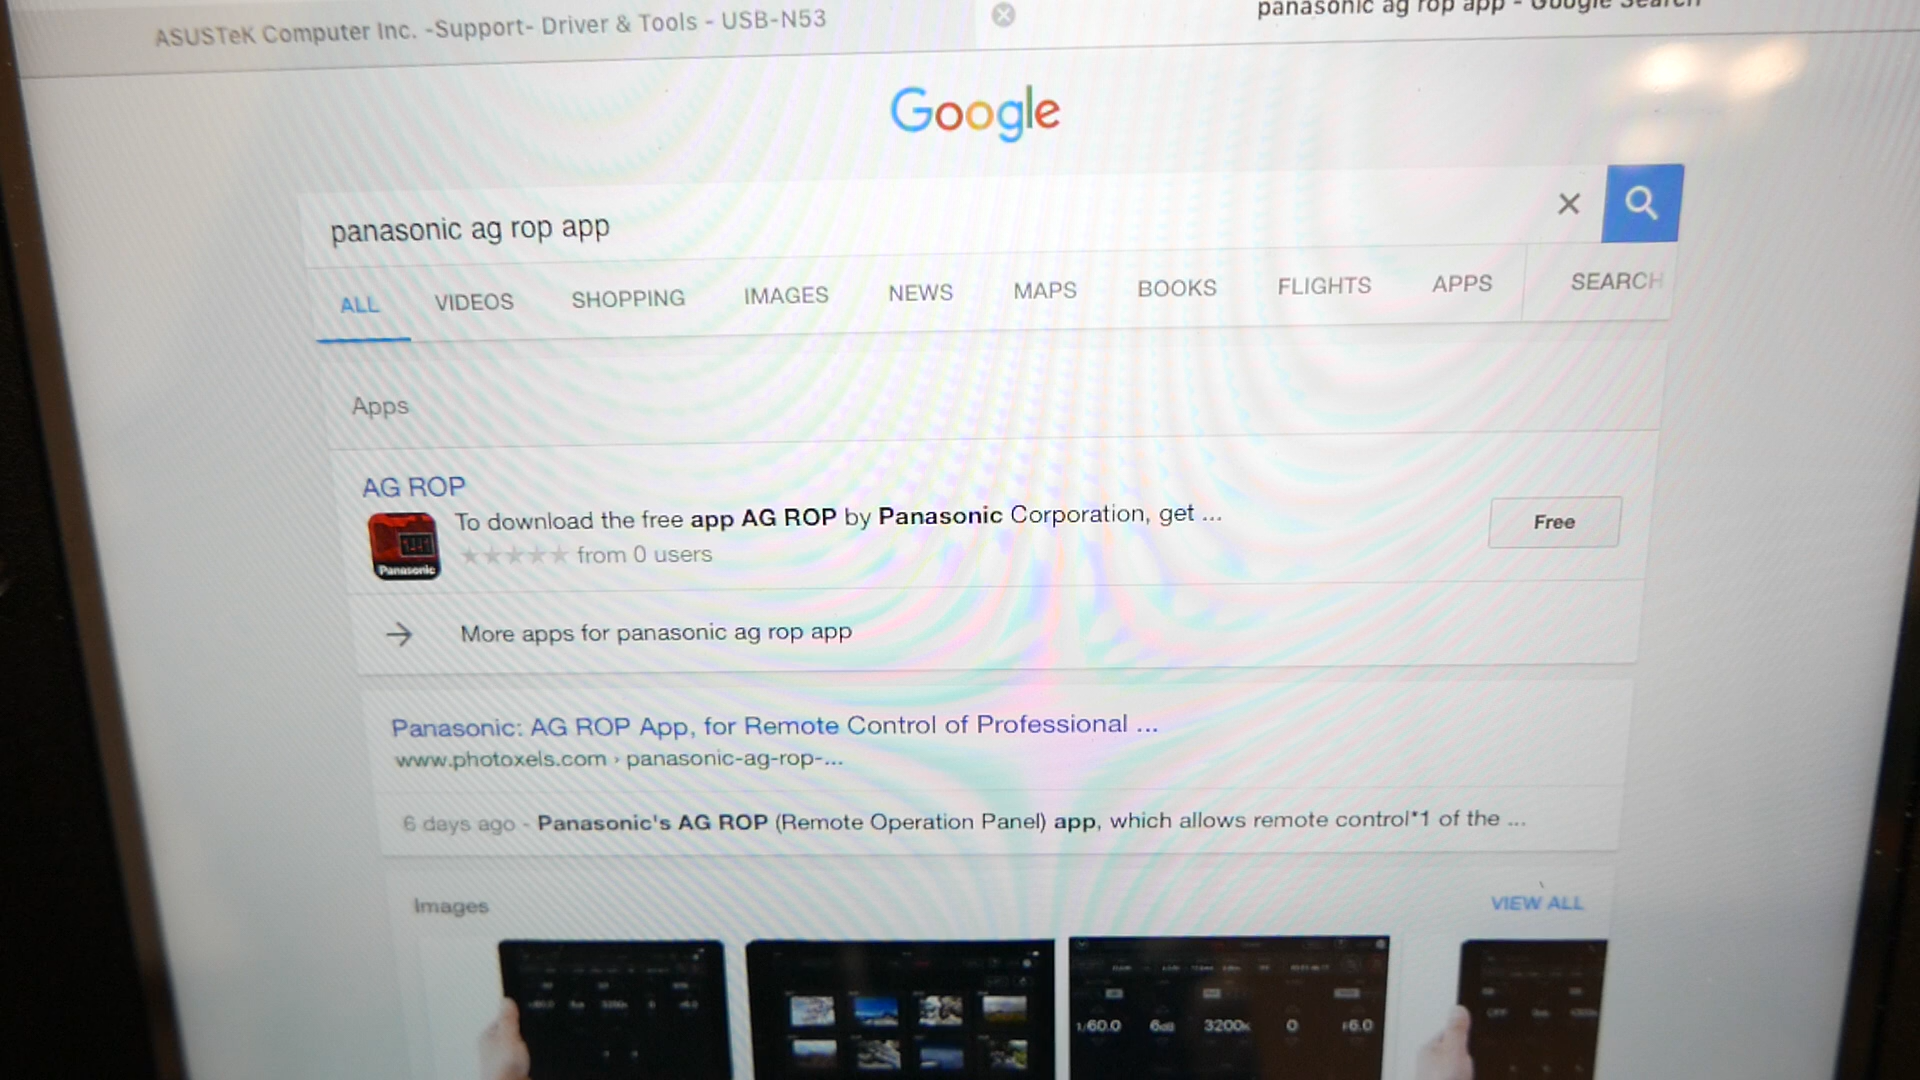 ASUSTeK Computer Inc. -Support- Driver & Tools - USB-N53
panasonic ag rop app - Google Search
Google
panasonic ag rop app
ALL VIDEOS SHOPPING IMAGES NEWS MAPS BOOKS FLIGHTS APPS SEARCH
Apps
AG ROP
To download the free app AG ROP by Panasonic Corporation, get ...
Free
Panasonic
from 0 users
More apps for panasonic ag rop app
Panasonic: AG ROP App, for Remote Control of Professional ...
www.photoxels.com › panasonic-ag-rop-...
6 days ago - Panasonic's AG ROP (Remote Operation Panel) app, which allows remote control*1 of the ...
Images
VIEW ALL
1/60.0 6dB 3200K 0 F6.0